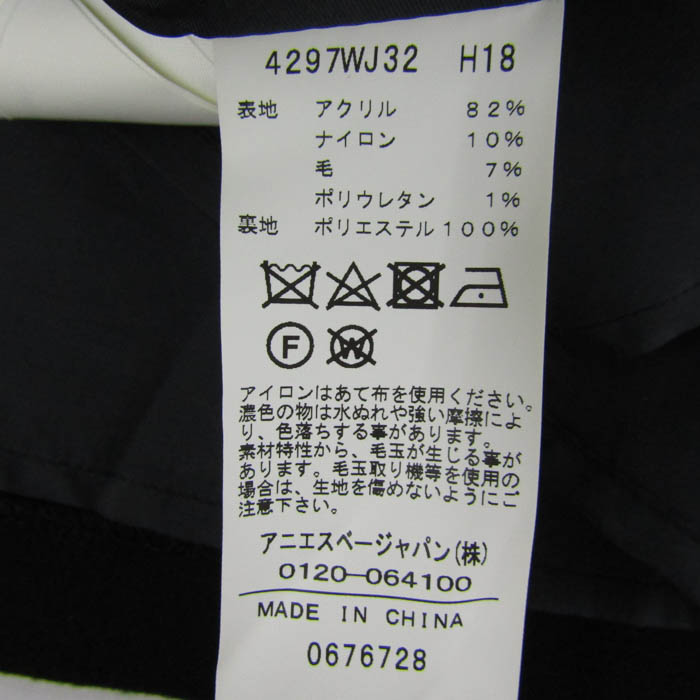 4297WJ32 H18
表地 アクリル 82%
ナイロン 10%
毛 7%
ポリウレタン 1%
裏地 ポリエステル 100%
F W
アイロンはあて布を使用ください。
濃色の物は水ぬれや強い摩擦によ
り、色落ちする事があります。
素材特性から、毛玉が生じる事が
あります。毛玉取り機等を使用の
場合は、生地を傷めないようにご
注意下さい。
アニエスベージャパン(株)
0120-064100
MADE IN CHINA
0676728